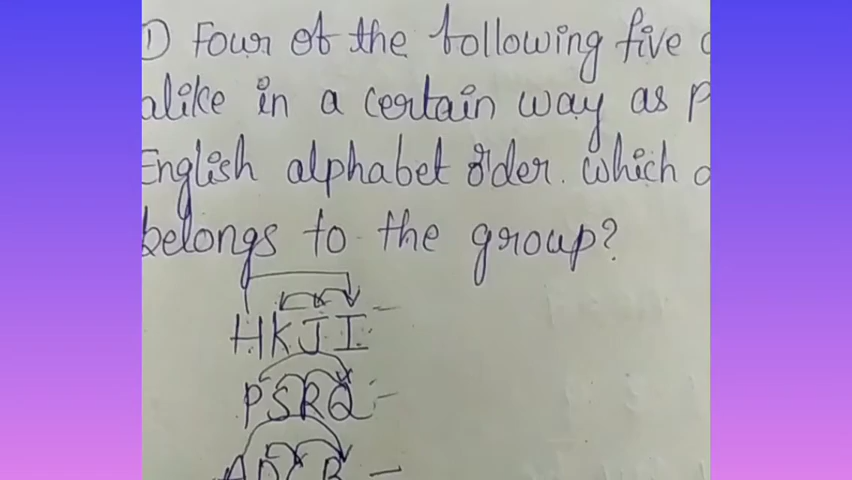 1) Four of the following five
alike in a certain way as
English alphabet order. which
belongs to the group?
HKJI
PSRQ